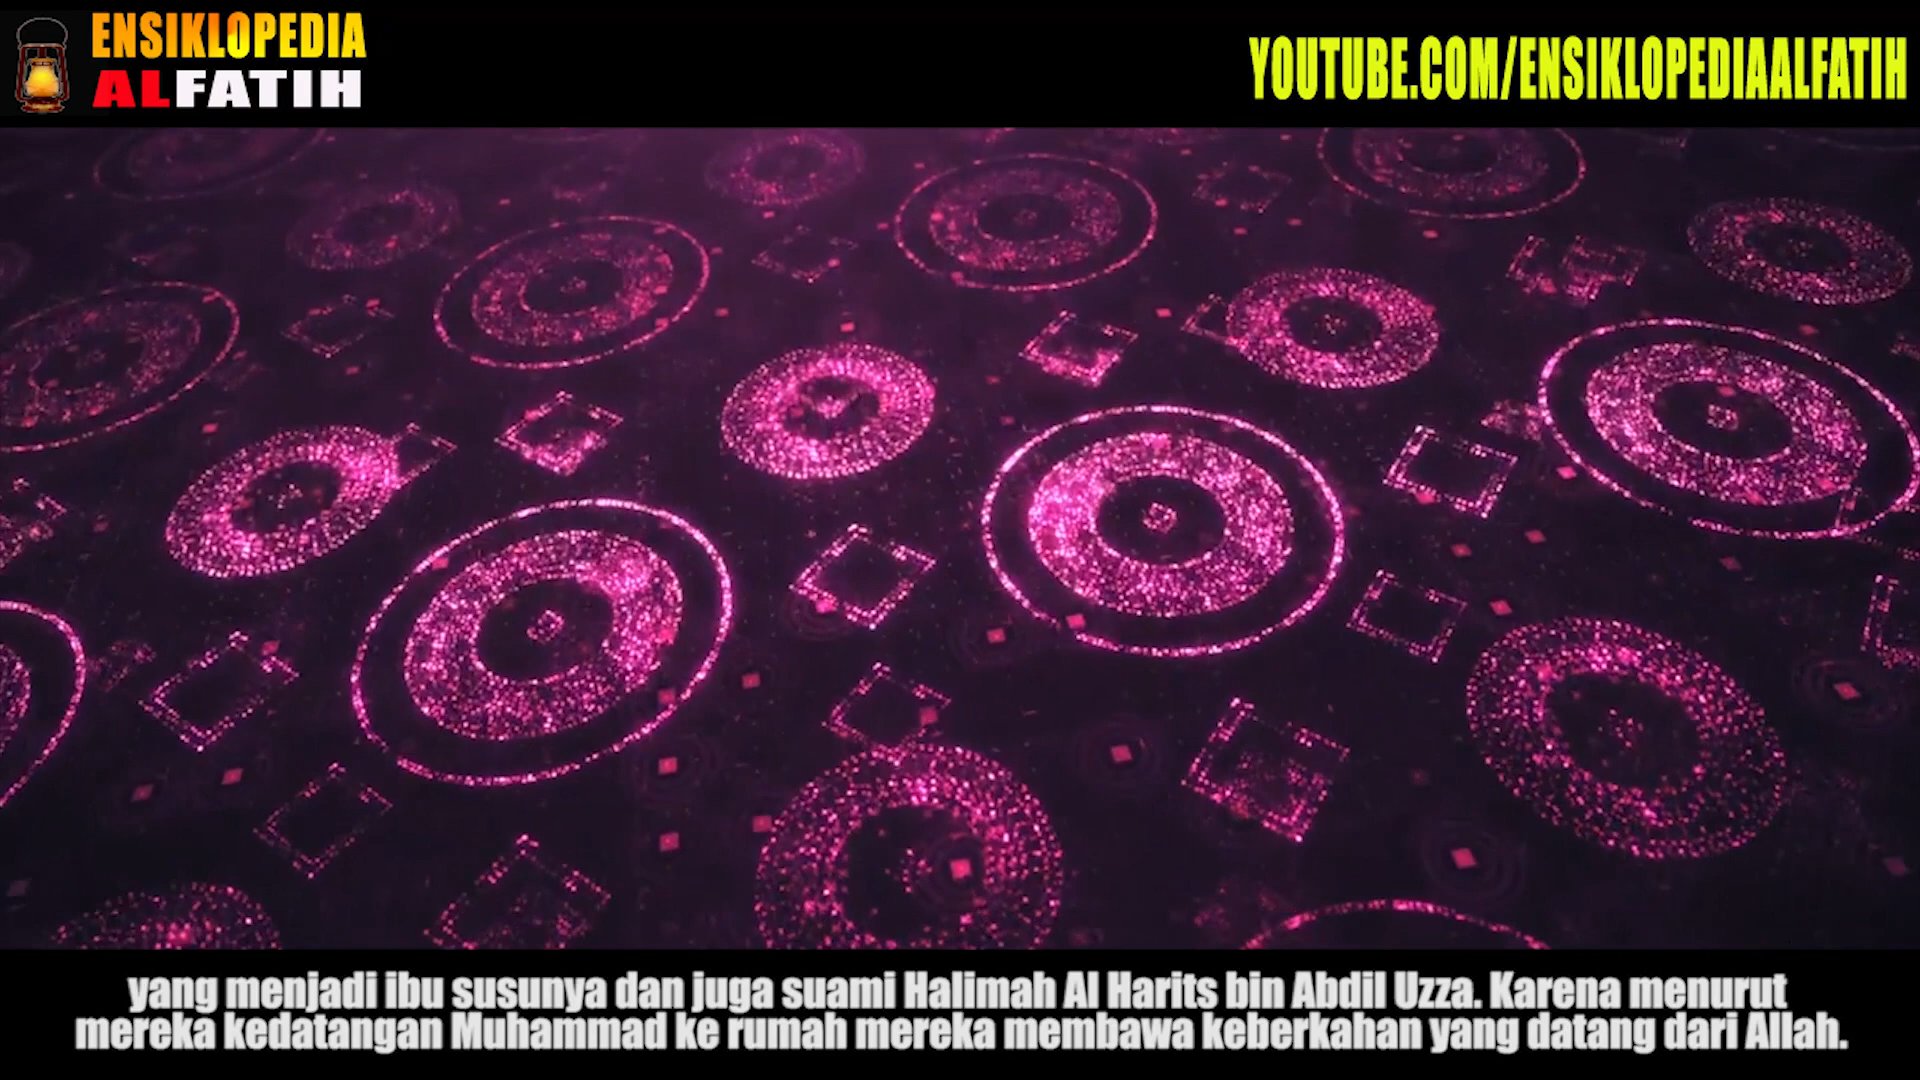 ENSIKLOPEDIA
ALFATIH
YOUTUBE.COM/ENSIKLOPEDIAALFATIH
yang menjadi ibu susunya dan juga suami Halimah Al Harits bin Abdil Uzza. Karena menurut
mereka kedatangan Muhammad ke rumah mereka membawa keberkahan yang datang dari Allah.